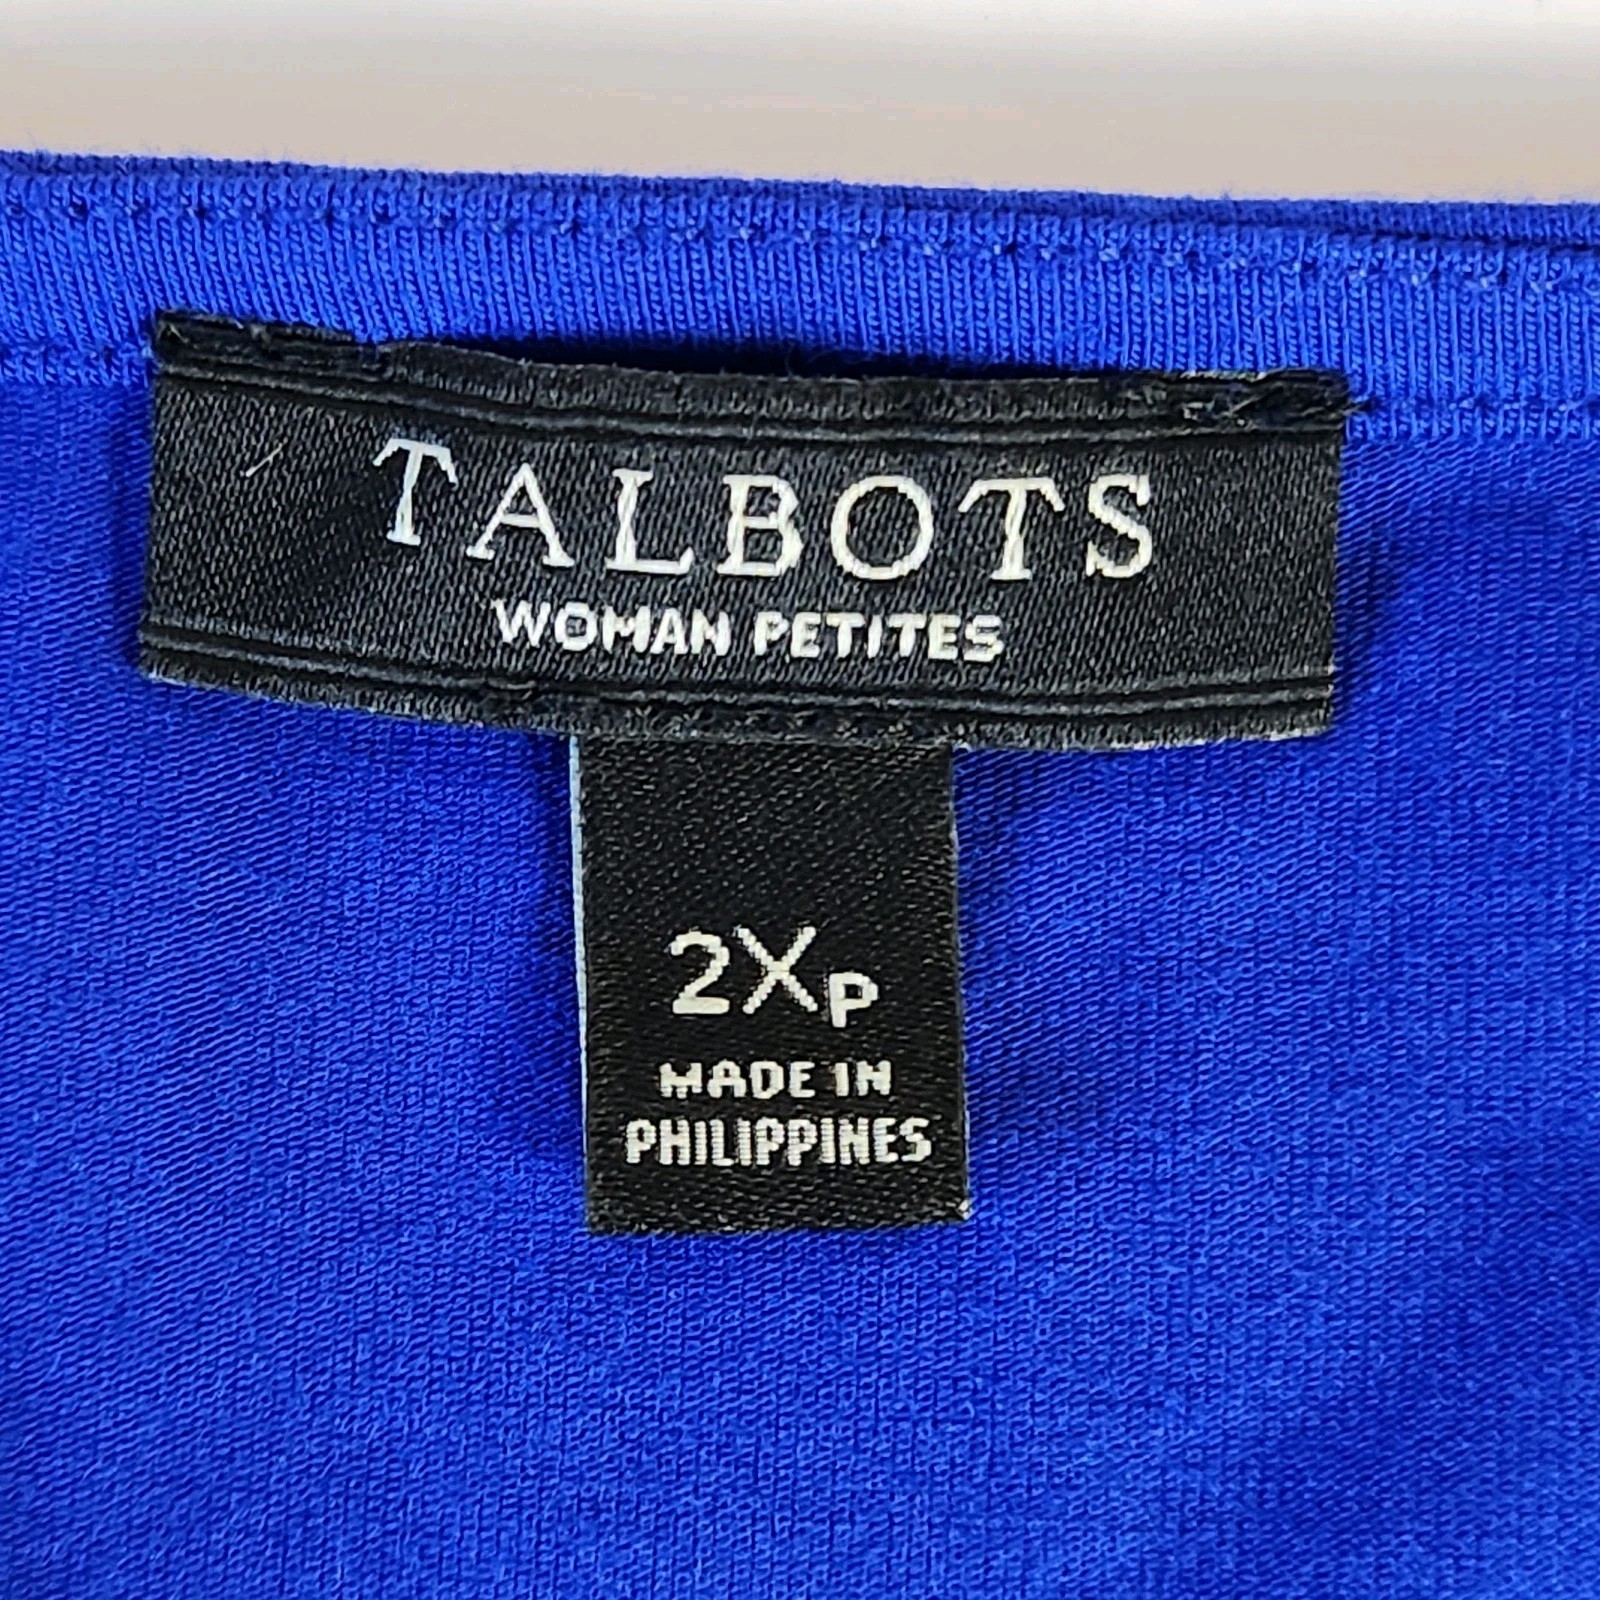 TALBOTS
WOMAN PETITES
2XP
MADE IN
PHILIPPINES